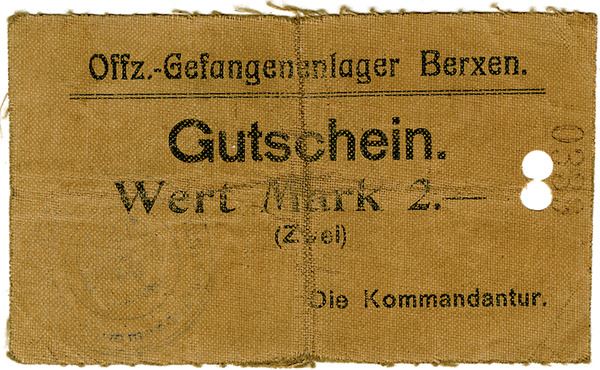 Offz.-Gefangenenlager Berxen.
Gutschein.
Wert Mark 2.—
(Zwei)
Die Kommandantur.